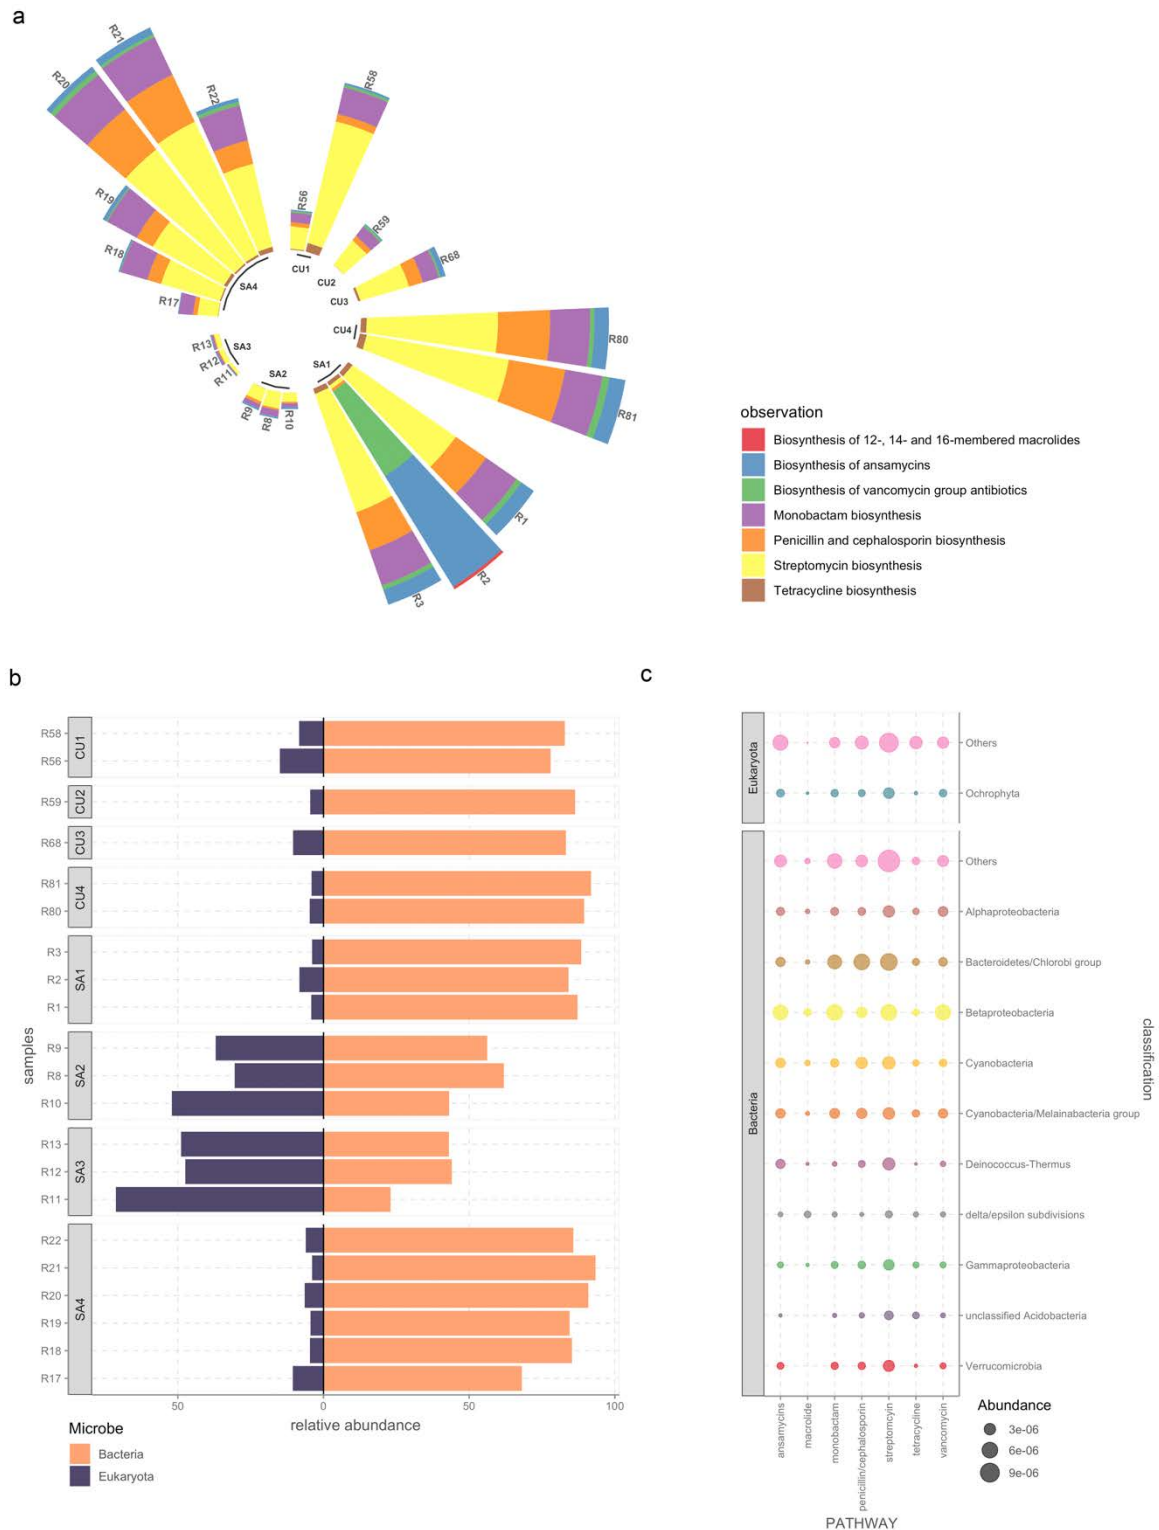 a
R21
R20
R22
R58
R19
R56
R59
R18
R68
CU1
CU2
SA4
CU3
R17
CU4
R80
R13
SA3
R12
SA1
R11
SA2
R81
R9
R8
R10
R1
R2
R3
observation
Biosynthesis of 12-, 14- and 16-membered macrolides
Biosynthesis of ansamycins
Biosynthesis of vancomycin group antibiotics
Monobactam biosynthesis
Penicillin and cephalosporin biosynthesis
Streptomycin biosynthesis
Tetracycline biosynthesis
b
samples
CU1
R58
R56
CU2
R59
CU3
R68
CU4
R81
R80
SA1
R3
R2
R1
SA2
R9
R8
R10
SA3
R13
R12
R11
SA4
R22
R21
R20
R19
R18
R17
50 0 50 100
relative abundance
Microbe
Bacteria
Eukaryota
c
Eukaryota
Others
Ochrophyta
Bacteria
Others
Alphaproteobacteria
Bacteroidetes/Chlorobi group
Betaproteobacteria
Cyanobacteria
Cyanobacteria/Melainabacteria group
Deinococcus-Thermus
delta/epsilon subdivisions
Gammaproteobacteria
unclassified Acidobacteria
Verrucomicrobia
classification
ansamycins
macrolide
monobactam
penicillin/cephalosporin
streptomcyin
tetracycline
vancomycin
PATHWAY
Abundance
3e-06
6e-06
9e-06